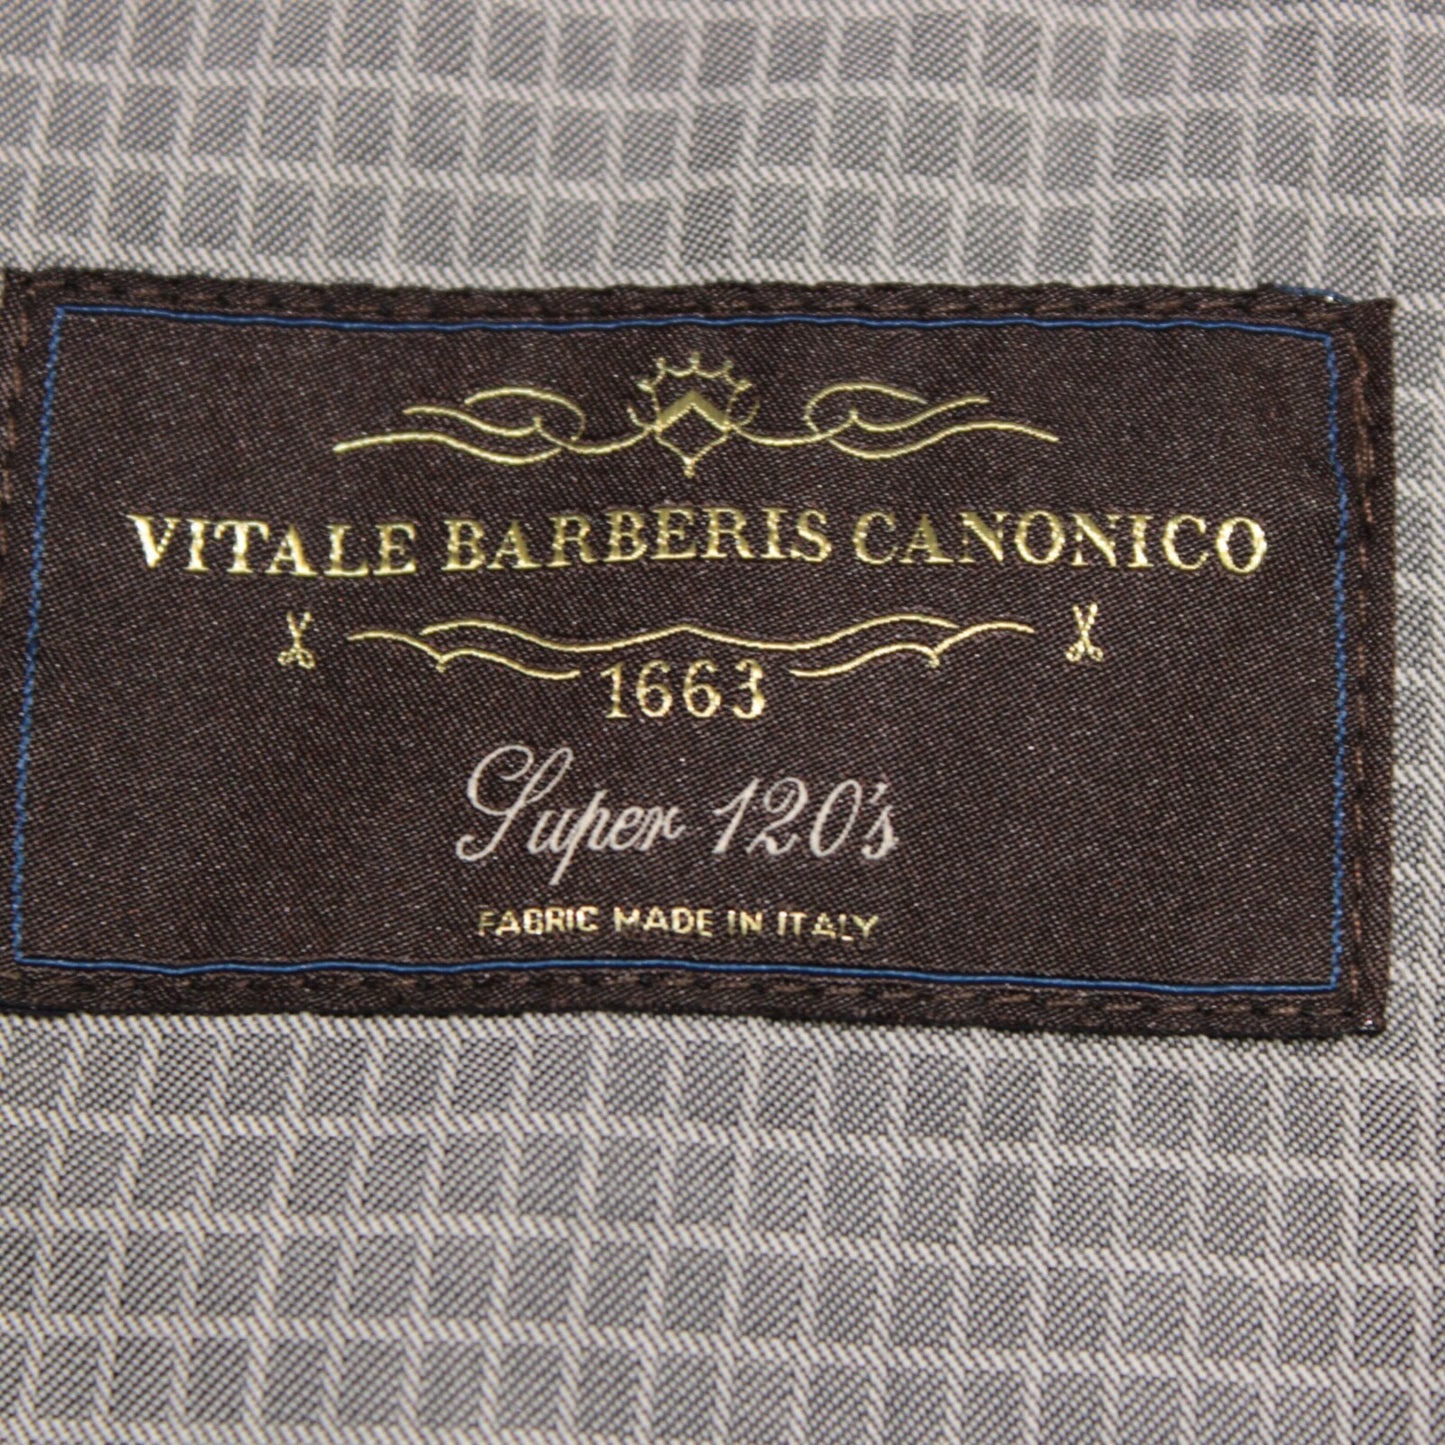 VITALE BARBERIS CANONICO
1663
Super 120's
FABRIC MADE IN ITALY